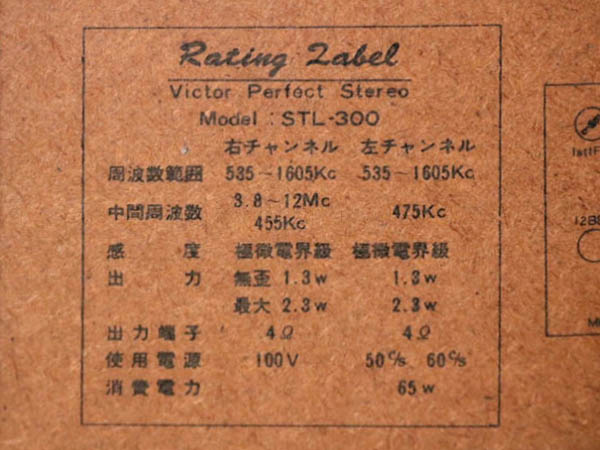 Rating Label
Victor Perfect Stereo
Model : STL-300
右チャンネル 左チャンネル
周波数範囲 535~1605Kc 535~1605Kc
3.8~12Mc
中間周波数 455Kc 475Kc
感度 極微電界級 極微電界級
出力 無歪 1.3w 1.3w
最大 2.3w 2.3w
出力端子 4Ω 4Ω
使用電源 100V 50c/s 60c/s
消費電力 65w
1stIF